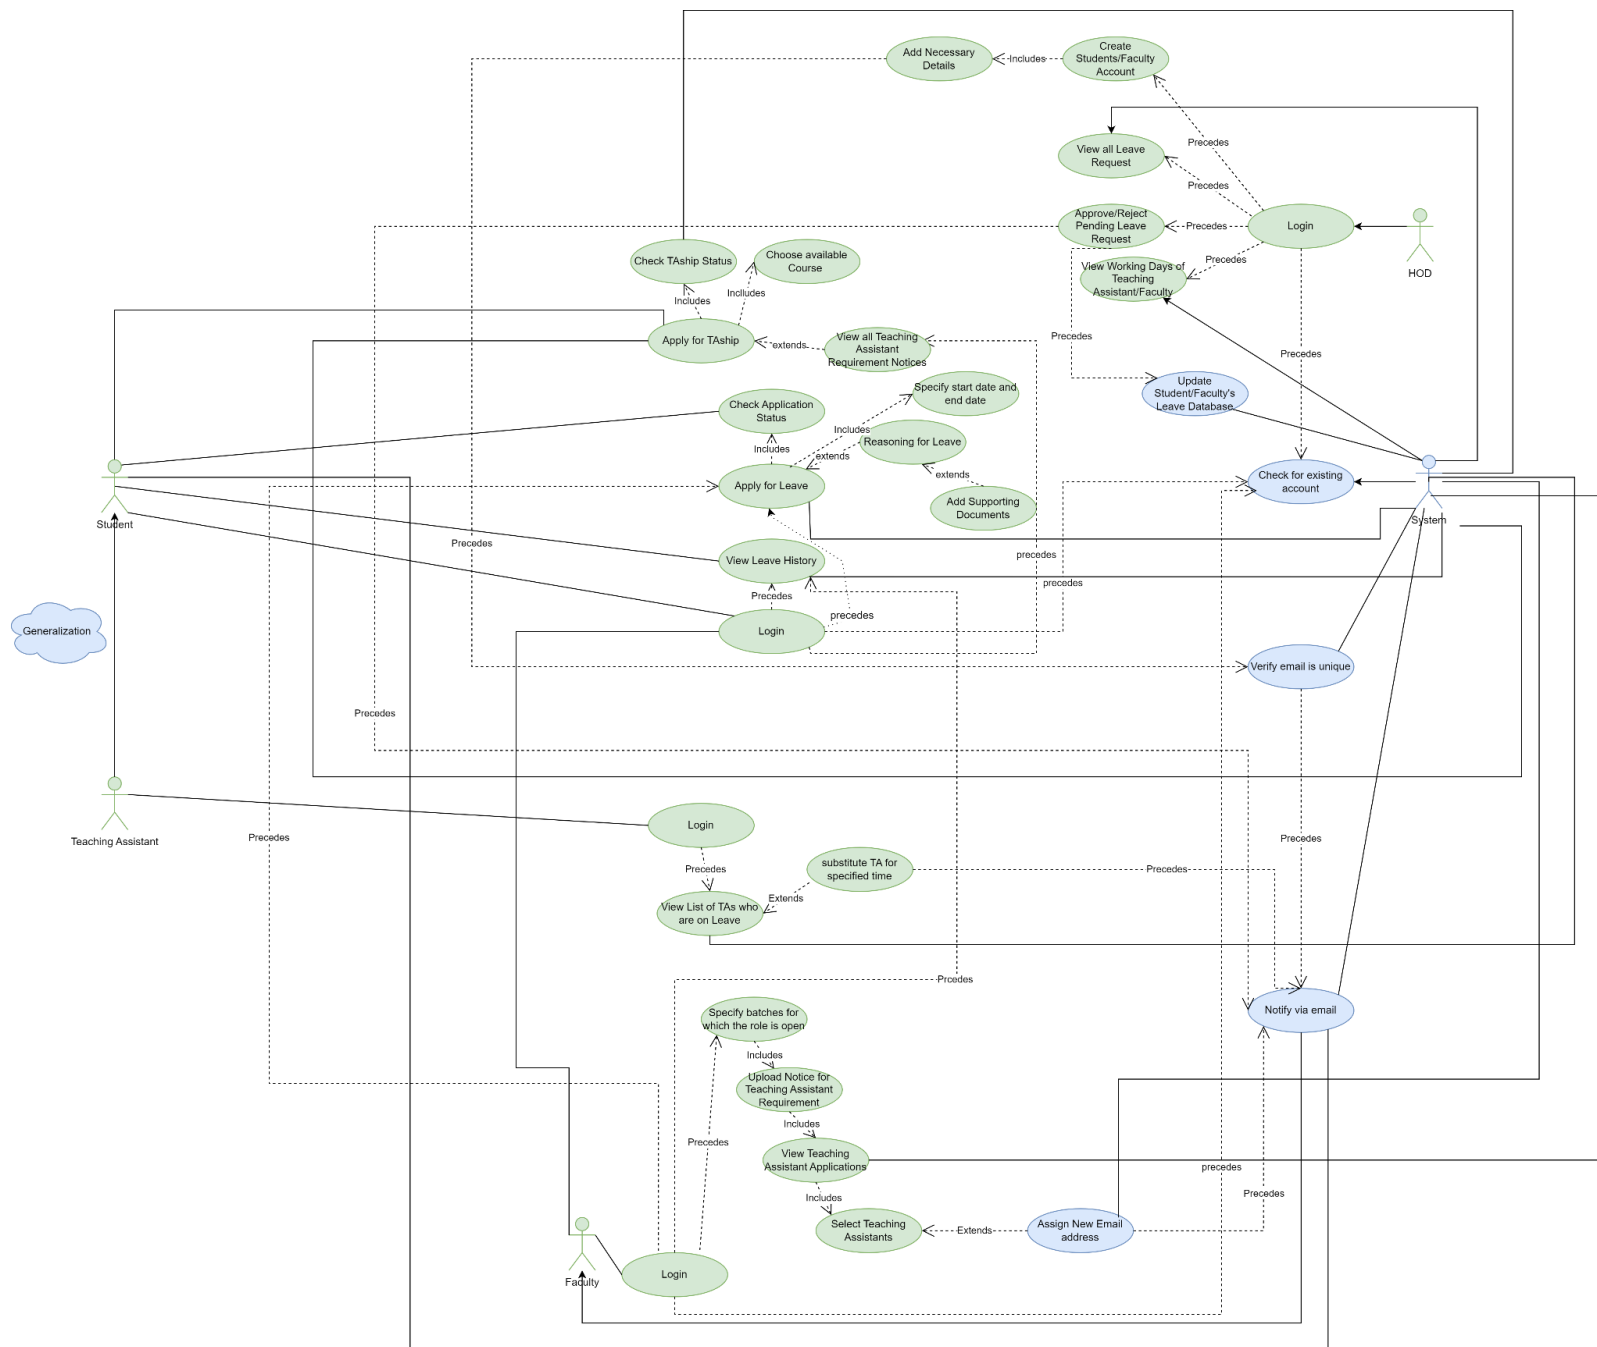 Add Necessary
Details
Includes
Create
Students/Faculty
Account
Precedes
View all Leave
Request
Precedes
Approve/Reject
Pending Leave
Request
Precedes
Login
HOD
Check TAship Status
Choose available
Course
View Working Days of
Teaching
Assistant/Faculty
Precedes
Includes
Includes
Apply for TAship
extends
View all Teaching
Assistant
Requirement Notices
Precedes
Precedes
Update
Student/Faculty's
Leave Database
Specify start date and
end date
Check Application
Status
Includes
Reasoning for Leave
Includes
extends
extends
Apply for Leave
Add Supporting
Documents
Check for existing
account
System
Student
Precedes
precedes
View Leave History
precedes
Precedes
precedes
Login
Generalization
Verify email is unique
Precedes
Precedes
Precedes
Teaching Assistant
Login
Precedes
substitute TA for
specified time
Precedes
Extends
View List of TAs who
are on Leave
Prcedes
Specify batches for
which the role is open
Notify via email
Includes
Upload Notice for
Teaching Assistant
Requirement
Includes
Precedes
View Teaching
Assistant Applications
precedes
Includes
Precedes
Select Teaching
Assistants
Extends
Assign New Email
address
Faculty
Login